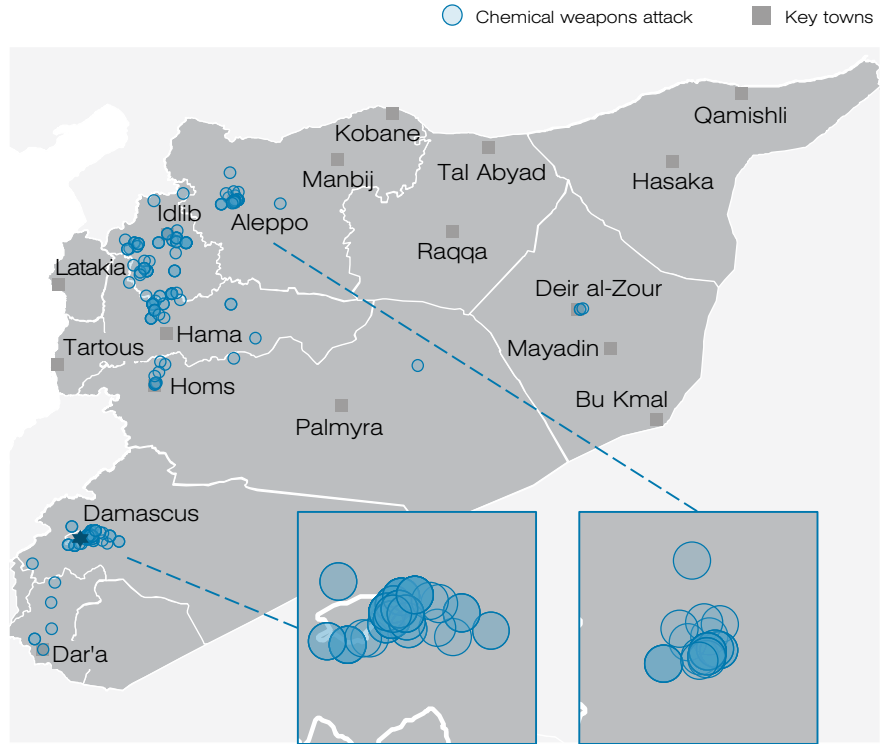 Chemical weapons attack
Key towns
Qamishli
Kobane
Manbij
Tal Abyad
Hasaka
Idlib
Aleppo
Raqqa
Latakia
Deir al-Zour
Hama
Tartous
Mayadin
Homs
Bu Kmal
Palmyra
Damascus
Dar'a